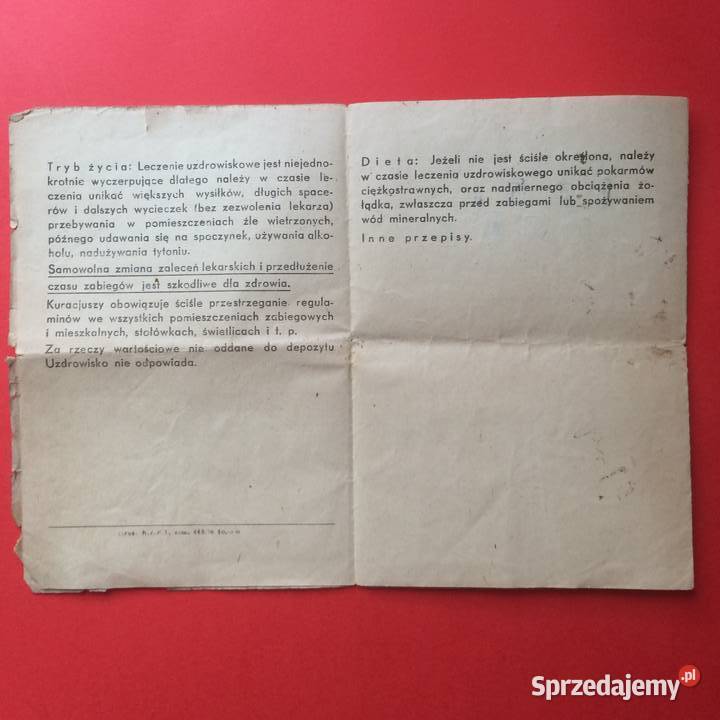 Tryb życia: Leczenie uzdrowiskowe jest niejedno-
krotnie wyczerpujące dlatego należy w czasie le-
czenia unikać większych wysiłków, długich space-
rów i dalszych wycieczek (bez zezwolenia lekarza)
przebywania w pomieszczeniach źle wietrzonych,
późnego udawania się na spoczynek, używania alko-
holu, nadużywania tytoniu.
Samowolna zmiana zaleceń lekarskich i przedłużenie
czasu zabiegów jest szkodliwe dla zdrowia.
Kuracjuszy obowiązuje ściśle przestrzeganie regula-
minów we wszystkich pomieszczeniach zabiegowych
i mieszkalnych, stołówkach, świetlicach i t. p.
Za rzeczy wartościowe nie oddane do depozytu
Uzdrowisko nie odpowiada.
Dieta: Jeżeli nie jest ściśle określona, należy
w czasie leczenia uzdrowiskowego unikać pokarmów
ciężkostrawnych, oraz nadmiernego obciążenia żo-
łądka, zwłaszcza przed zabiegami lub spożywaniem
wód mineralnych.
Inne przepisy.
Sprzedajemy.pl